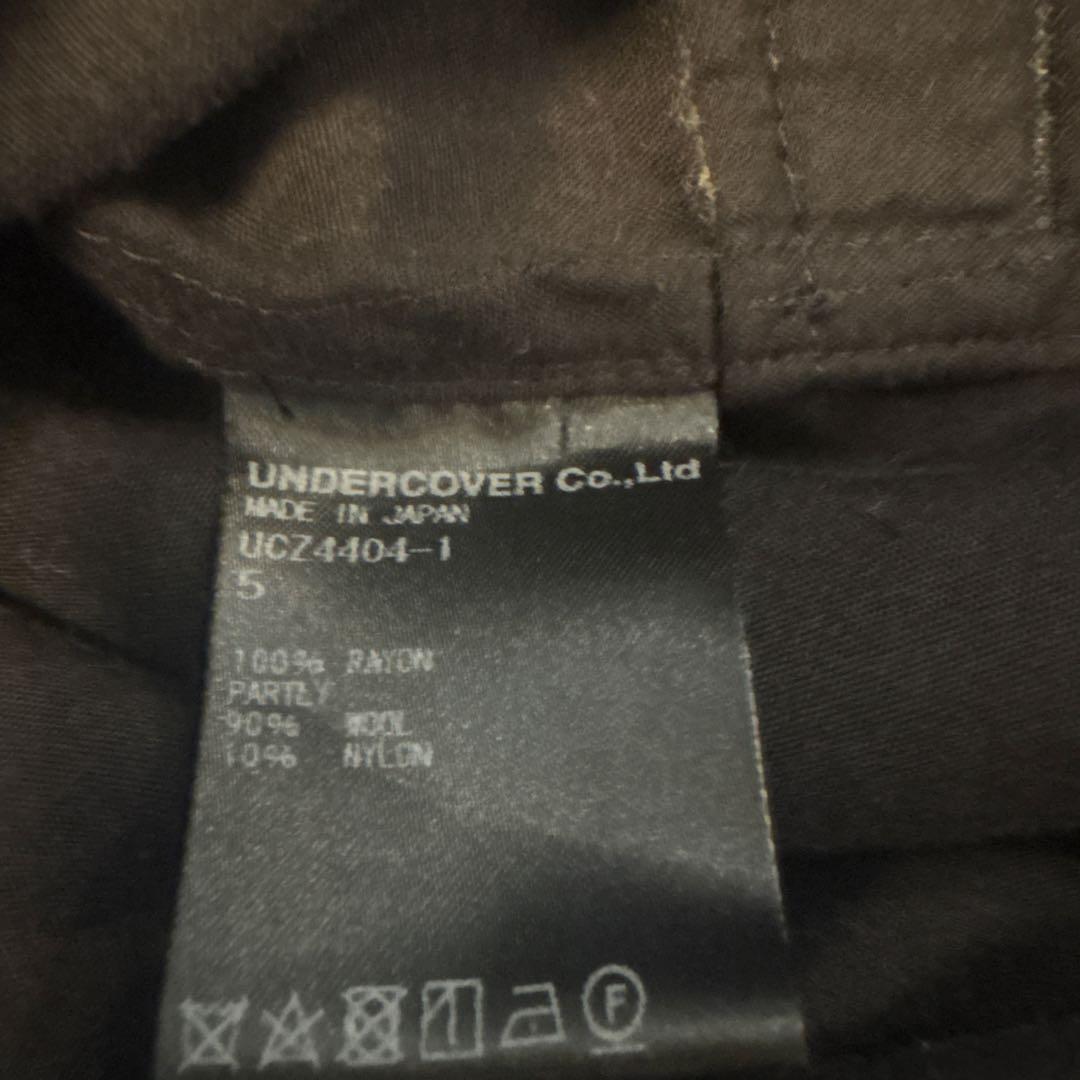 UNDERCOVER Co.,Ltd
MADE IN JAPAN
UCZ4404-1
5
100% RAYON
PARTLY
90% WOOL
10% NYLON
F